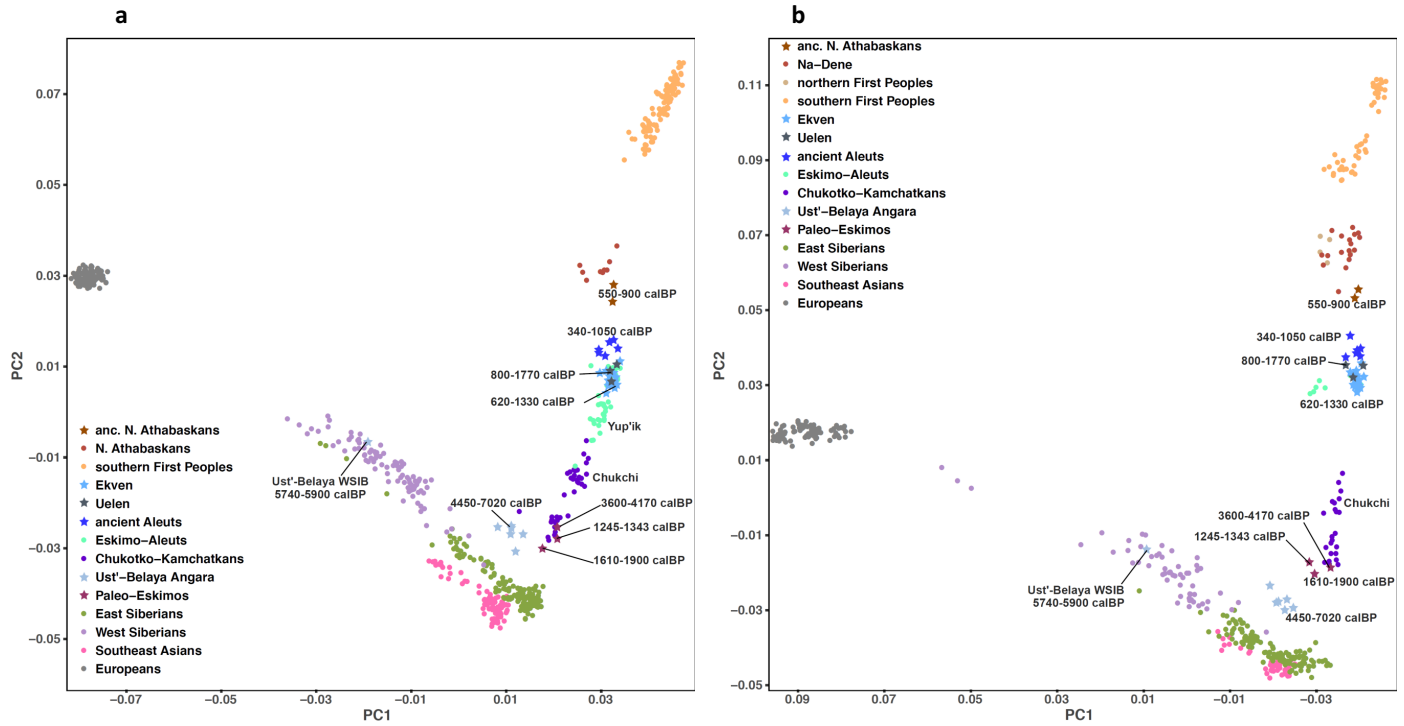 a
PC2
0.07
0.05
0.03
0.01
−0.01
−0.03
−0.05
550-900 calBP
340-1050 calBP
800-1770 calBP
620-1330 calBP
Yup'ik
Chukchi
Ust'-Belaya WSIB
5740-5900 calBP
4450-7020 calBP
3600-4170 calBP
1245-1343 calBP
1610-1900 calBP
anc. N. Athabaskans
N. Athabaskans
southern First Peoples
Ekven
Uelen
ancient Aleuts
Eskimo−Aleuts
Chukotko−Kamchatkans
Ust'−Belaya Angara
Paleo−Eskimos
East Siberians
West Siberians
Southeast Asians
Europeans
−0.07
−0.05
−0.03
−0.01
0.01
0.03
PC1
b
PC2
0.11
0.09
0.07
0.05
0.03
0.01
−0.01
−0.03
−0.05
anc. N. Athabaskans
Na−Dene
northern First Peoples
southern First Peoples
Ekven
Uelen
ancient Aleuts
Eskimo−Aleuts
Chukotko−Kamchatkans
Ust'−Belaya Angara
Paleo−Eskimos
East Siberians
West Siberians
Southeast Asians
Europeans
550-900 calBP
340-1050 calBP
800-1770 calBP
620-1330 calBP
Chukchi
3600-4170 calBP
1245-1343 calBP
1610-1900 calBP
Ust'-Belaya WSIB
5740-5900 calBP
4450-7020 calBP
0.09
0.07
0.05
0.03
0.01
−0.01
−0.03
PC1